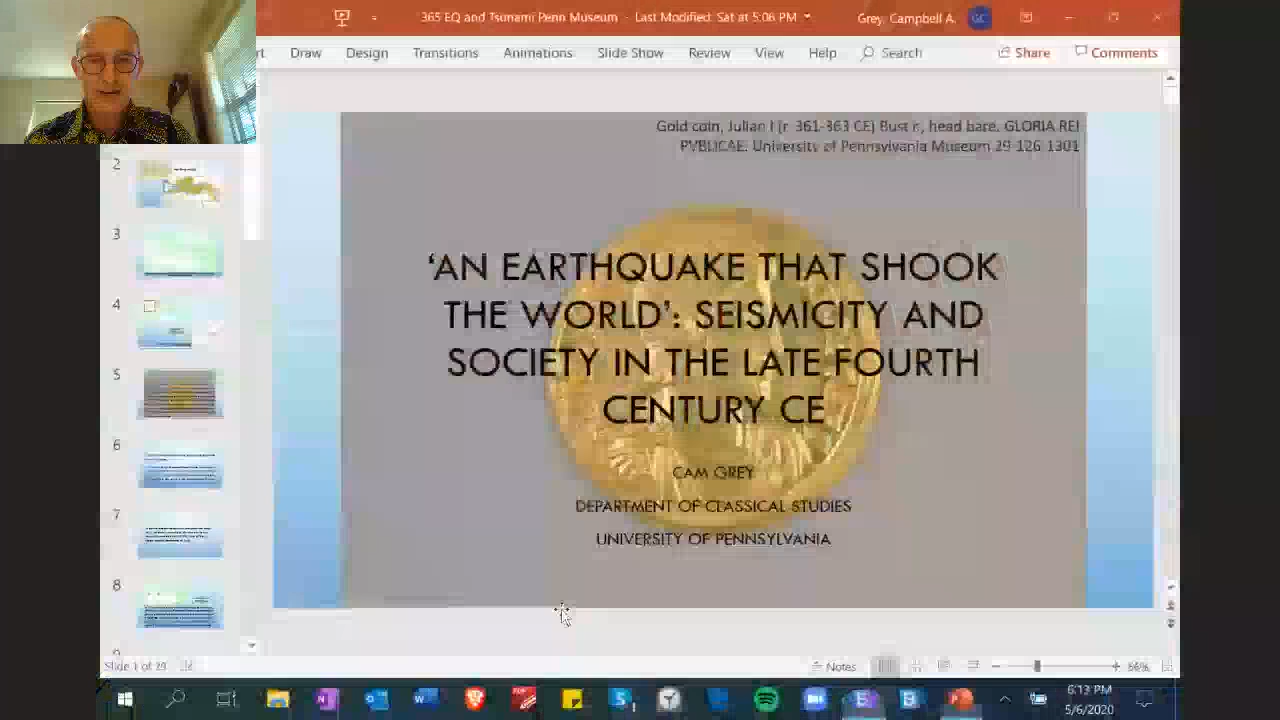 365 EQ and Tsunami Penn Museum - Last Modified: Sat at 5:06 PM
Grey, Campbell A.
GC
rt Draw Design Transitions Animations Slide Show Review View Help Search Share Comments
Gold coin, Julian I (r. 361-363 CE) Bust r., head bare. GLORIA REI
PVBLICAE. University of Pennsylvania Museum 29-126-1301
‘AN EARTHQUAKE THAT SHOOK
THE WORLD’: SEISMICITY AND
SOCIETY IN THE LATE FOURTH
CENTURY CE
CAM GREY
DEPARTMENT OF CLASSICAL STUDIES
UNIVERSITY OF PENNSYLVANIA
2
3
4
5
6
7
8
Slide 1 of 29
Notes
66%
6:13 PM
5/6/2020